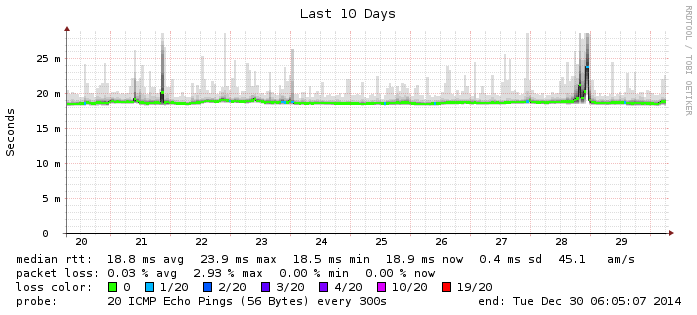 Last 10 Days
RRDTOOL / TOBI OETIKER
Seconds
25 m
20 m
15 m
10 m
5 m
0
20 21 22 23 24 25 26 27 28 29
median rtt: 18.8 ms avg 23.9 ms max 18.5 ms min 18.9 ms now 0.4 ms sd 45.1 am/s
packet loss: 0.03 % avg 2.93 % max 0.00 % min 0.00 % now
loss color: 0 1/20 2/20 3/20 4/20 10/20 19/20
probe: 20 ICMP Echo Pings (56 Bytes) every 300s end: Tue Dec 30 06:05:07 2014